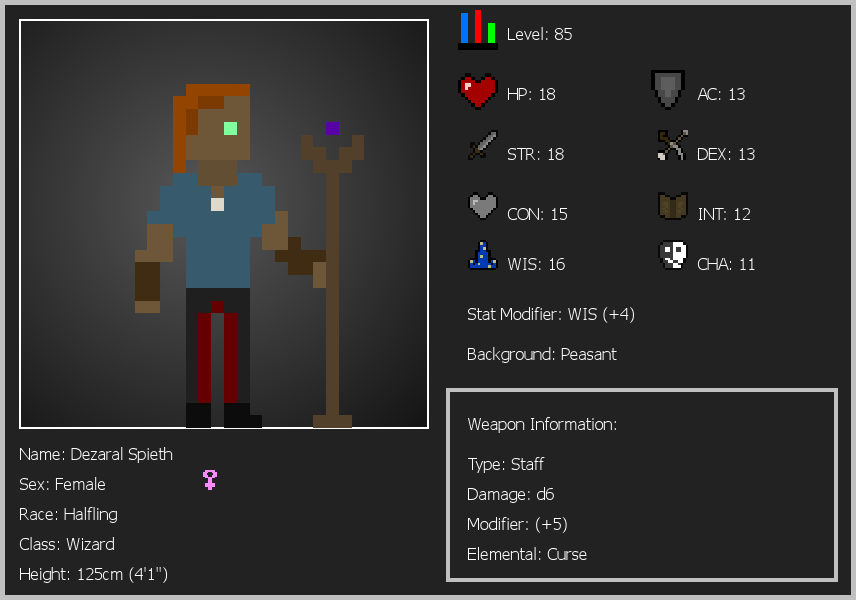 Level: 85
HP: 18
AC: 13
STR: 18
DEX: 13
CON: 15
INT: 12
WIS: 16
CHA: 11
Stat Modifier: WIS (+4)
Background: Peasant
Weapon Information:
Type: Staff
Damage: d6
Modifier: (+5)
Elemental: Curse
Name: Dezaral Spieth
Sex: Female
Race: Halfling
Class: Wizard
Height: 125cm (4'1")